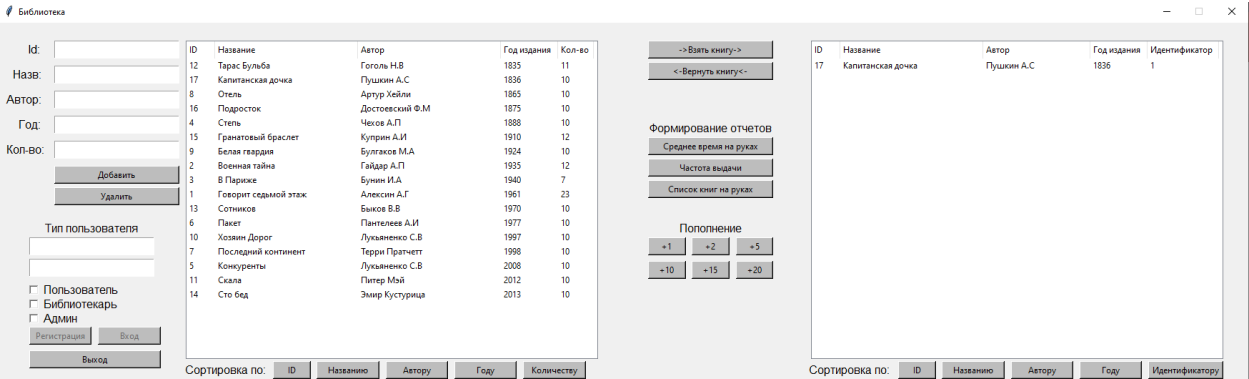 Библиотека
Id:
Назв:
Автор:
Год:
Кол-во:
Добавить
Удалить
Тип пользователя
Пользователь
Библиотекарь
Админ
Регистрация Вход
Выход
ID Название Автор Год издания Кол-во
12 Тарас Бульба Гоголь Н.В 1835 11
17 Капитанская дочка Пушкин А.С 1836 10
8 Отель Артур Хейли 1865 10
16 Подросток Достоевский Ф.М 1875 10
4 Степь Чехов А.П 1888 10
15 Гранатовый браслет Куприн А.И 1910 12
9 Белая гвардия Булгаков М.А 1924 10
2 Военная тайна Гайдар А.П 1935 12
3 В Париже Бунин И.А 1940 7
1 Говорит седьмой этаж Алексин А.Г 1961 23
13 Сотников Быков В.В 1970 10
6 Пакет Пантелеев А.И 1977 10
10 Хозяин Дорог Лукьяненко С.В 1997 10
7 Последний континент Терри Пратчетт 1998 10
5 Конкуренты Лукьяненко С.В 2008 10
11 Скала Питер Мэй 2012 10
14 Сто бед Эмир Кустурица 2013 10
Сортировка по: ID Названию Автору Году Количеству
->Взять книгу->
<-Вернуть книгу<-
Формирование отчетов
Среднее время на руках
Частота выдачи
Список книг на руках
Пополнение
+1 +2 +5
+10 +15 +20
ID Название Автор Год издания Идентификатор
17 Капитанская дочка Пушкин А.С 1836 1
Сортировка по: ID Названию Автору Году Идентификатору